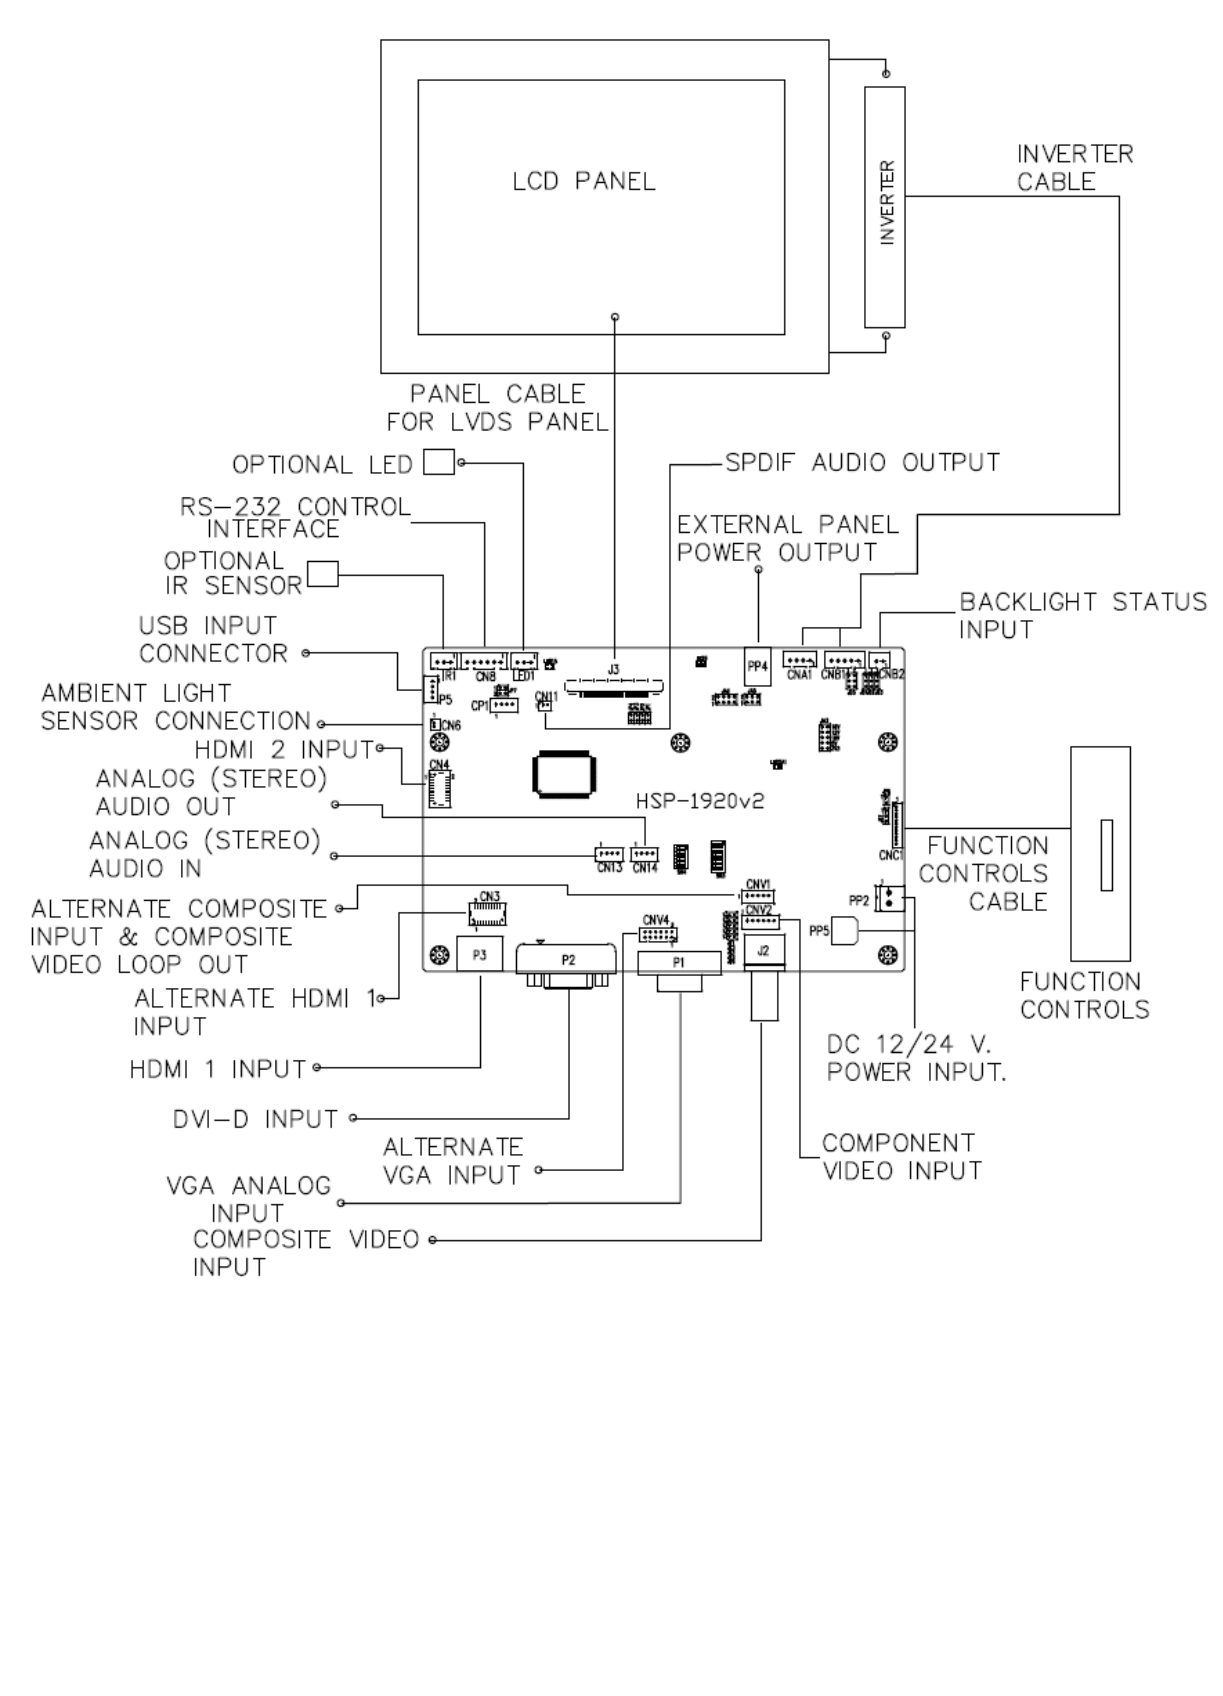 LCD PANEL
INVERTER
INVERTER
CABLE
PANEL CABLE
FOR LVDS PANEL
OPTIONAL LED
SPDIF AUDIO OUTPUT
RS-232 CONTROL
INTERFACE
EXTERNAL PANEL
POWER OUTPUT
OPTIONAL
IR SENSOR
BACKLIGHT STATUS
INPUT
USB INPUT
CONNECTOR
IR1
CN8
LED1
J3
PP4
CNA1
CNB1
CNB2
AMBIENT LIGHT
SENSOR CONNECTION
P5
CP1
CN11
CN6
HDMI 2 INPUT
CN4
ANALOG (STEREO)
AUDIO OUT
HSP-1920v2
ANALOG (STEREO)
AUDIO IN
CN13
CN14
CNC1
FUNCTION
CONTROLS
CABLE
ALTERNATE COMPOSITE
INPUT & COMPOSITE
VIDEO LOOP OUT
CN3
CNV1
CNV2
CNV4
PP2
PP5
P3
P2
P1
J2
FUNCTION
CONTROLS
ALTERNATE HDMI 1
INPUT
DC 12/24 V.
POWER INPUT.
HDMI 1 INPUT
DVI-D INPUT
ALTERNATE
VGA INPUT
COMPONENT
VIDEO INPUT
VGA ANALOG
INPUT
COMPOSITE VIDEO
INPUT